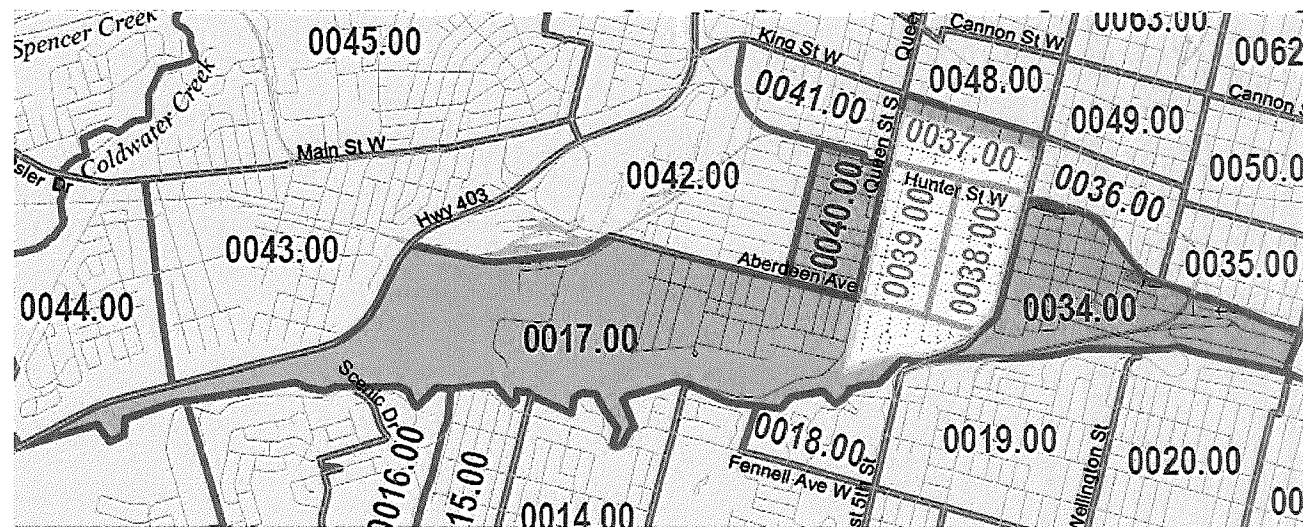 Spencer Creek
0045.00
Cannon St W
0063.00
King St W
0062
Coldwater Creek
0041.00
0048.00
Cannon
Queen St S
0049.00
0037.00
Main St W
0050.0
0042.00
Hunter St W
0036.00
0040.00
Hwy 403
0039.00
0038.00
0043.00
0035.00
Aberdeen Ave
0044.00
0034.00
0017.00
Scenic Dr
0018.00
0019.00
0016.00
0020.00
15.00
Fennell Ave W
Wellington St
0014.00
00